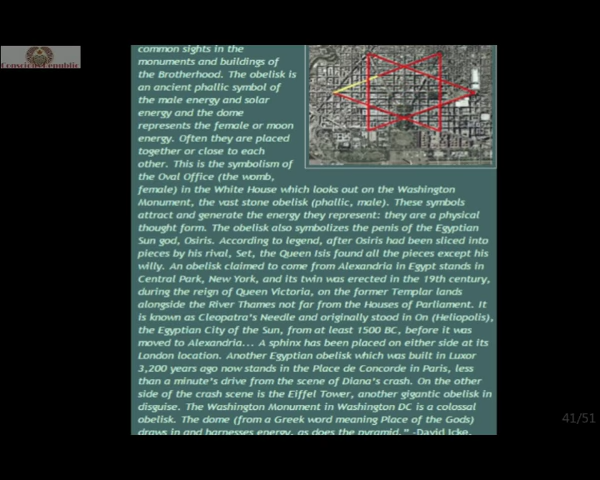 common sights in the
monuments and buildings of
the Brotherhood. The obelisk is
an ancient phallic symbol of
the male energy and solar
energy and the dome
represents the female or moon
energy. Often they are placed
together or close to each
other. This is the symbolism of
the Oval Office (the womb,
female) in the White House which looks out on the Washington
Monument, the vast stone obelisk (phallic, male). These symbols
attract and generate the energy they represent: they are a physical
thought form. The obelisk also symbolizes the penis of the Egyptian
Sun god, Osiris. According to legend, after Osiris had been sliced into
pieces by his rival, Set, the Queen Isis found all the pieces except his
willy. An obelisk claimed to come from Alexandria in Egypt stands in
Central Park, New York, and its twin was erected in the 19th century,
during the reign of Queen Victoria, on the former Templar lands
alongside the River Thames not far from the Houses of Parliament. It
is known as Cleopatra's Needle and originally stood in On (Heliopolis),
the Egyptian City of the Sun, from at least 1500 BC, before it was
moved to Alexandria... A sphinx has been placed on either side at its
London location. Another Egyptian obelisk which was built in Luxor
3,200 years ago now stands in the Place de Concorde in Paris, less
than a minute's drive from the scene of Diana's crash. On the other
side of the crash scene is the Eiffel Tower, another gigantic obelisk in
disguise. The Washington Monument in Washington DC is a colossal
obelisk. The dome (from a Greek word meaning Place of the Gods)
draws in and harnesses energy, as does the pyramid." -David Icke,
41/51